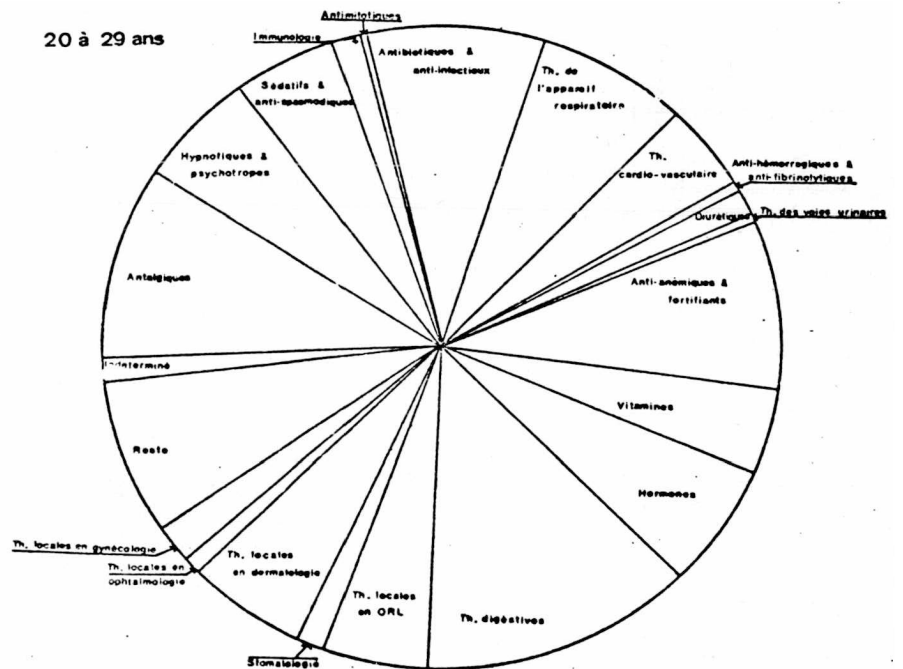 20 à 29 ans
Antimitotiques
Immunologie
Antibiotiques &
anti-infectieux
Th. de
l'appareil
respiratoire
Sédatifs &
anti-spasmodiques
Hypnotiques &
psychotropes
Th.
cardio-vasculaire
Anti-hémorragiques &
anti-fibrinolytiques
Diurétiques
Th. des voies urinaires
Antalgiques
Anti-anémiques &
fortifiants
Indéterminé
Vitamines
Reste
Hormones
Th. locales en gynécologie
Th. locales en
ophtalmologie
Th. locales
en dermatologie
Th. locales
en ORL
Th. digéstives
Stomatologie